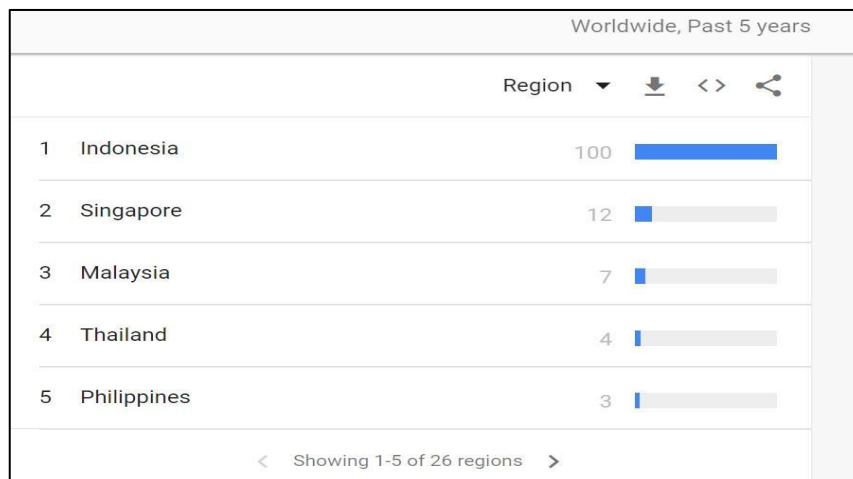 Worldwide, Past 5 years
Region
1 Indonesia 100
2 Singapore 12
3 Malaysia 7
4 Thailand 4
5 Philippines 3
Showing 1-5 of 26 regions